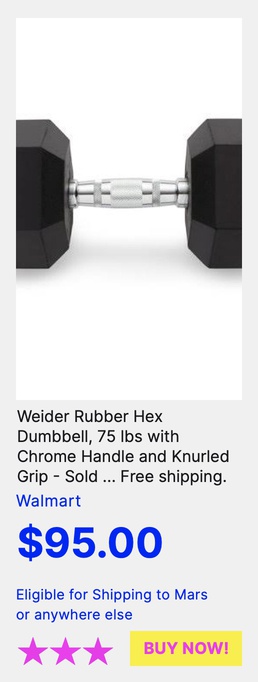 Weider Rubber Hex
Dumbbell, 75 lbs with
Chrome Handle and Knurled
Grip - Sold ... Free shipping.
Walmart
$95.00
Eligible for Shipping to Mars
or anywhere else
BUY NOW!